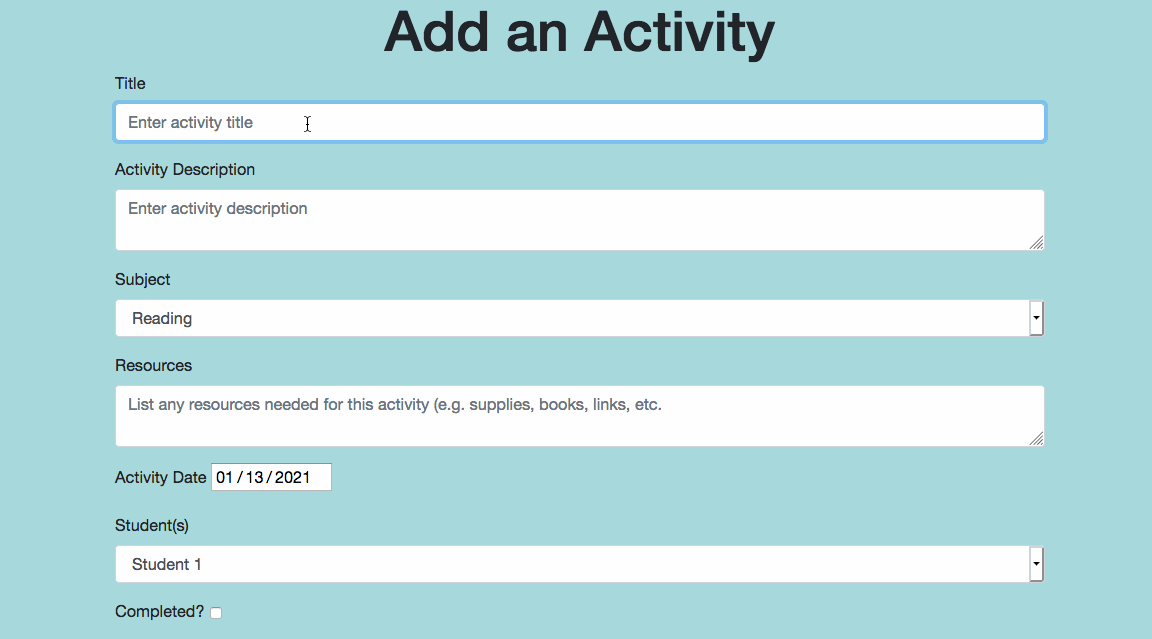 Add an Activity
Title
Enter activity title
Activity Description
Enter activity description
Subject
Reading
Resources
List any resources needed for this activity (e.g. supplies, books, links, etc.
Activity Date 01/13/2021
Student(s)
Student 1
Completed?